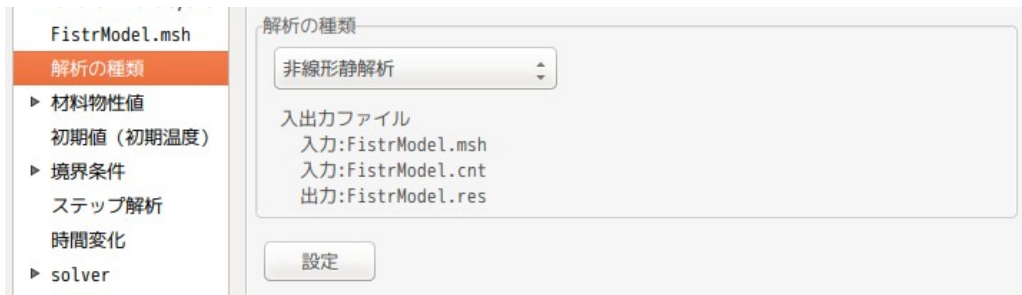 FistrModel.msh
解析の種類
材料物性値
初期値（初期温度）
境界条件
ステップ解析
時間変化
solver
解析の種類
非線形静解析
入出力ファイル
入力:FistrModel.msh
入力:FistrModel.cnt
出力:FistrModel.res
設定